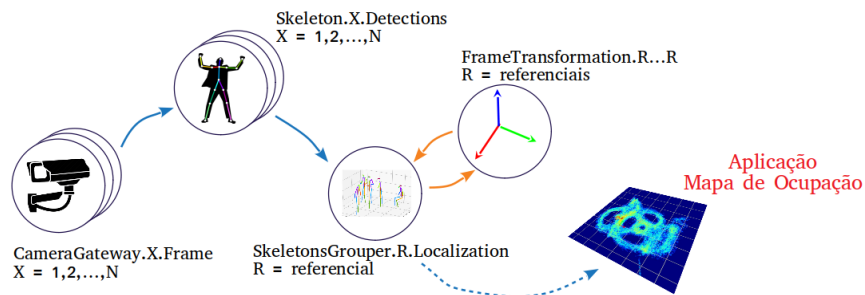 Skeleton.X.Detections
X = 1,2,...,N
FrameTransformation.R...R
R = referenciais
Aplicação
Mapa de Ocupação
CameraGateway.X.Frame
X = 1,2,...,N
SkeletonsGrouper.R.Localization
R = referencial